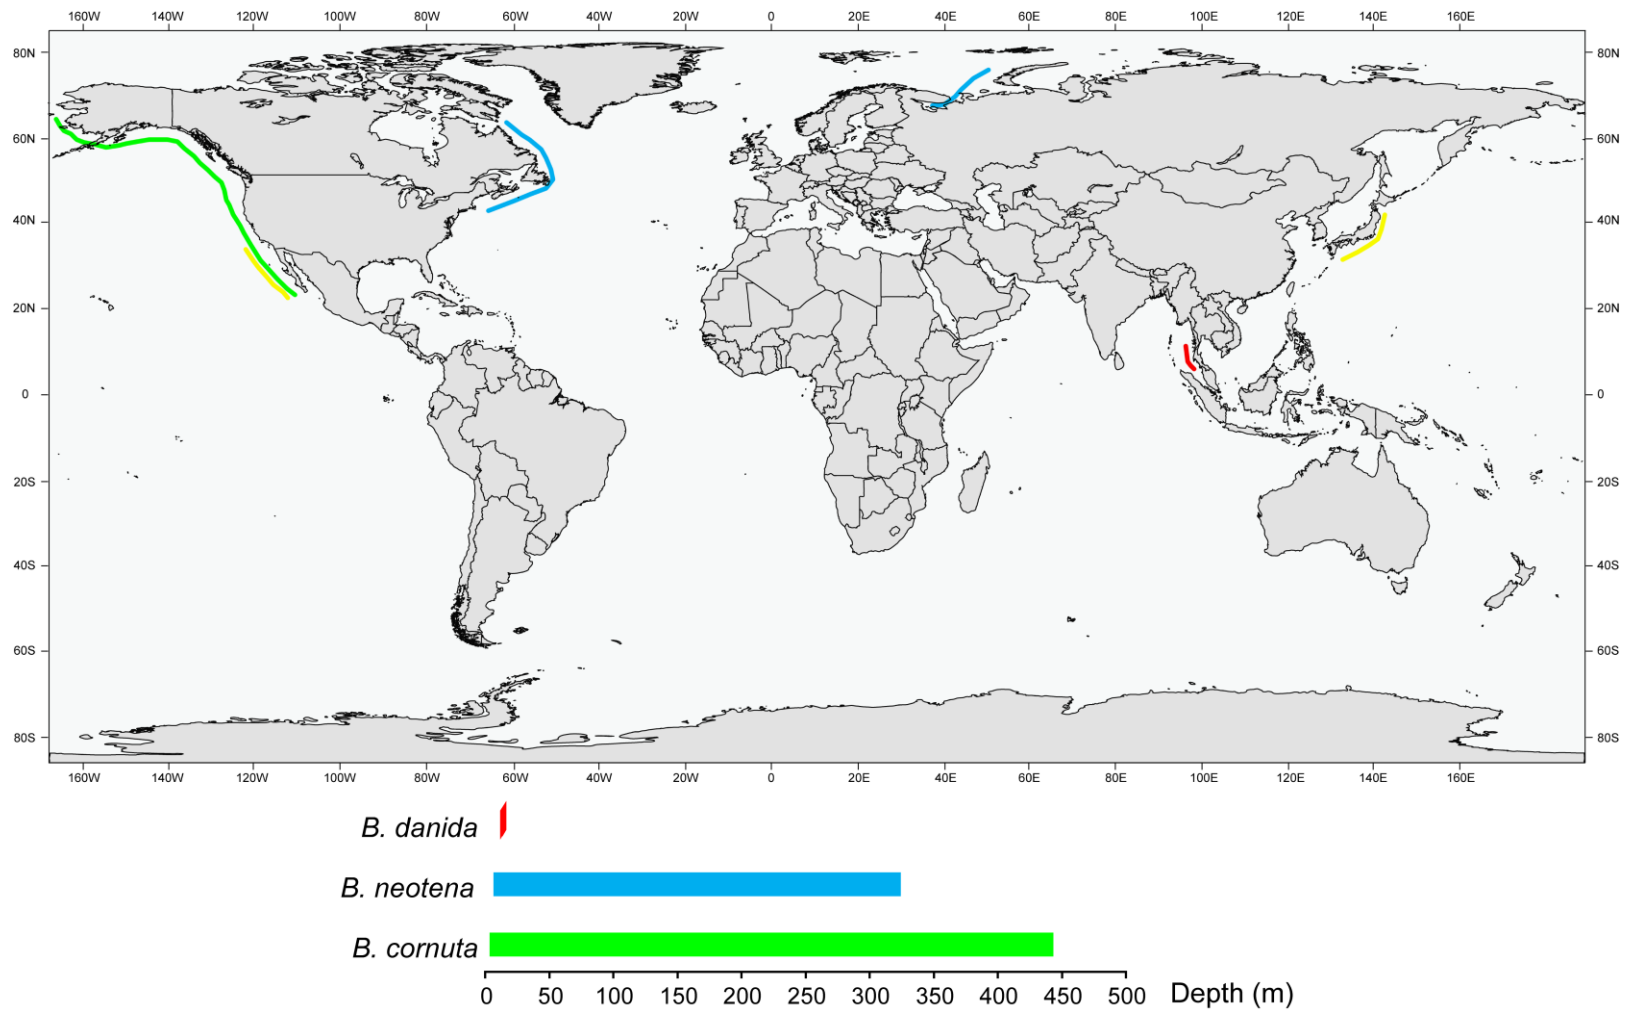 160W 140W 120W 100W 80W 60W 40W 20W 0 20E 40E 60E 80E 100E 120E 140E 160E
80N 80N
60N 60N
40N 40N
20N 20N
0 0
20S 20S
40S 40S
60S 60S
80S 80S
160W 140W 120W 100W 80W 60W 40W 20W 0 20E 40E 60E 80E 100E 120E 140E 160E
B. danida
B. neotena
B. cornuta
0 50 100 150 200 250 300 350 400 450 500 Depth (m)